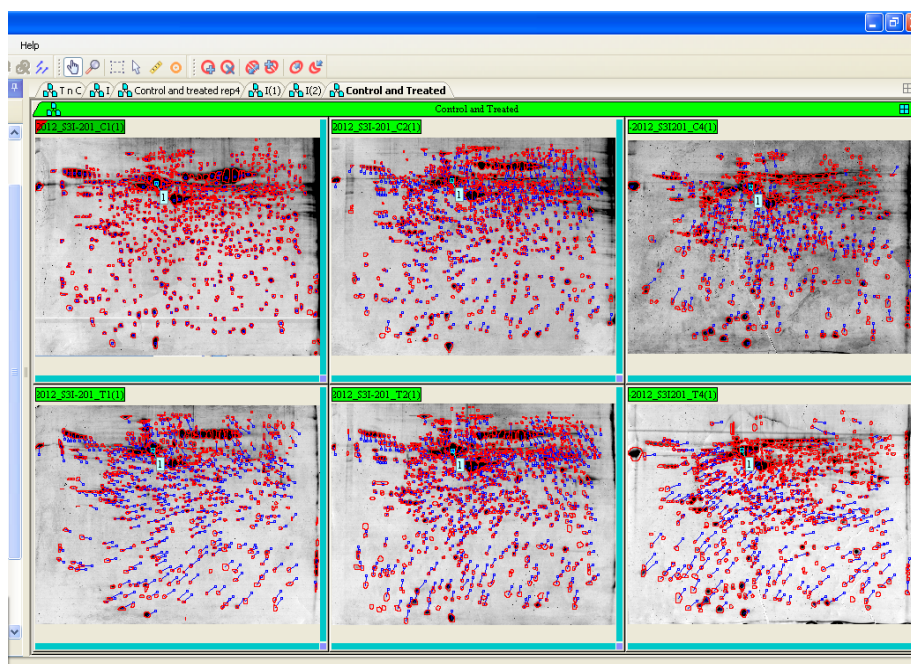 Help
T n C
I
Control and treated rep4
I(1)
I(2)
Control and Treated
Control and Treated
2012_S3I-201_C1(1)
2012_S3I-201_C2(1)
-2012_S3I201_C4(1)
1
1
1
2012_S3I-201_T1(1)
2012_S3I-201_T2(1)
-2012_S3I201_T4(1)
1
1
1